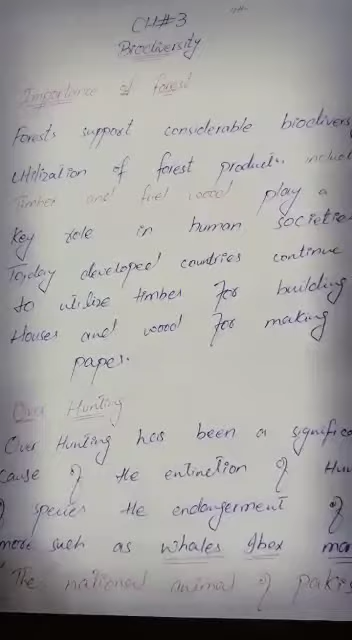 CH#3
Biodiversity
Importance of Forest
Forests support considerable biodivers
utilization of forest products includ
Timber and fuel wood play a
Key role in human societie
Today developed countries continue
to utilize timber for building
Houses and wood for making
paper.
Over Hunting
Over Hunting has been a significa
cause of the extinction of Hun
of species the endangerment of
more such as whales Ibex mar
"The national animal of pakis